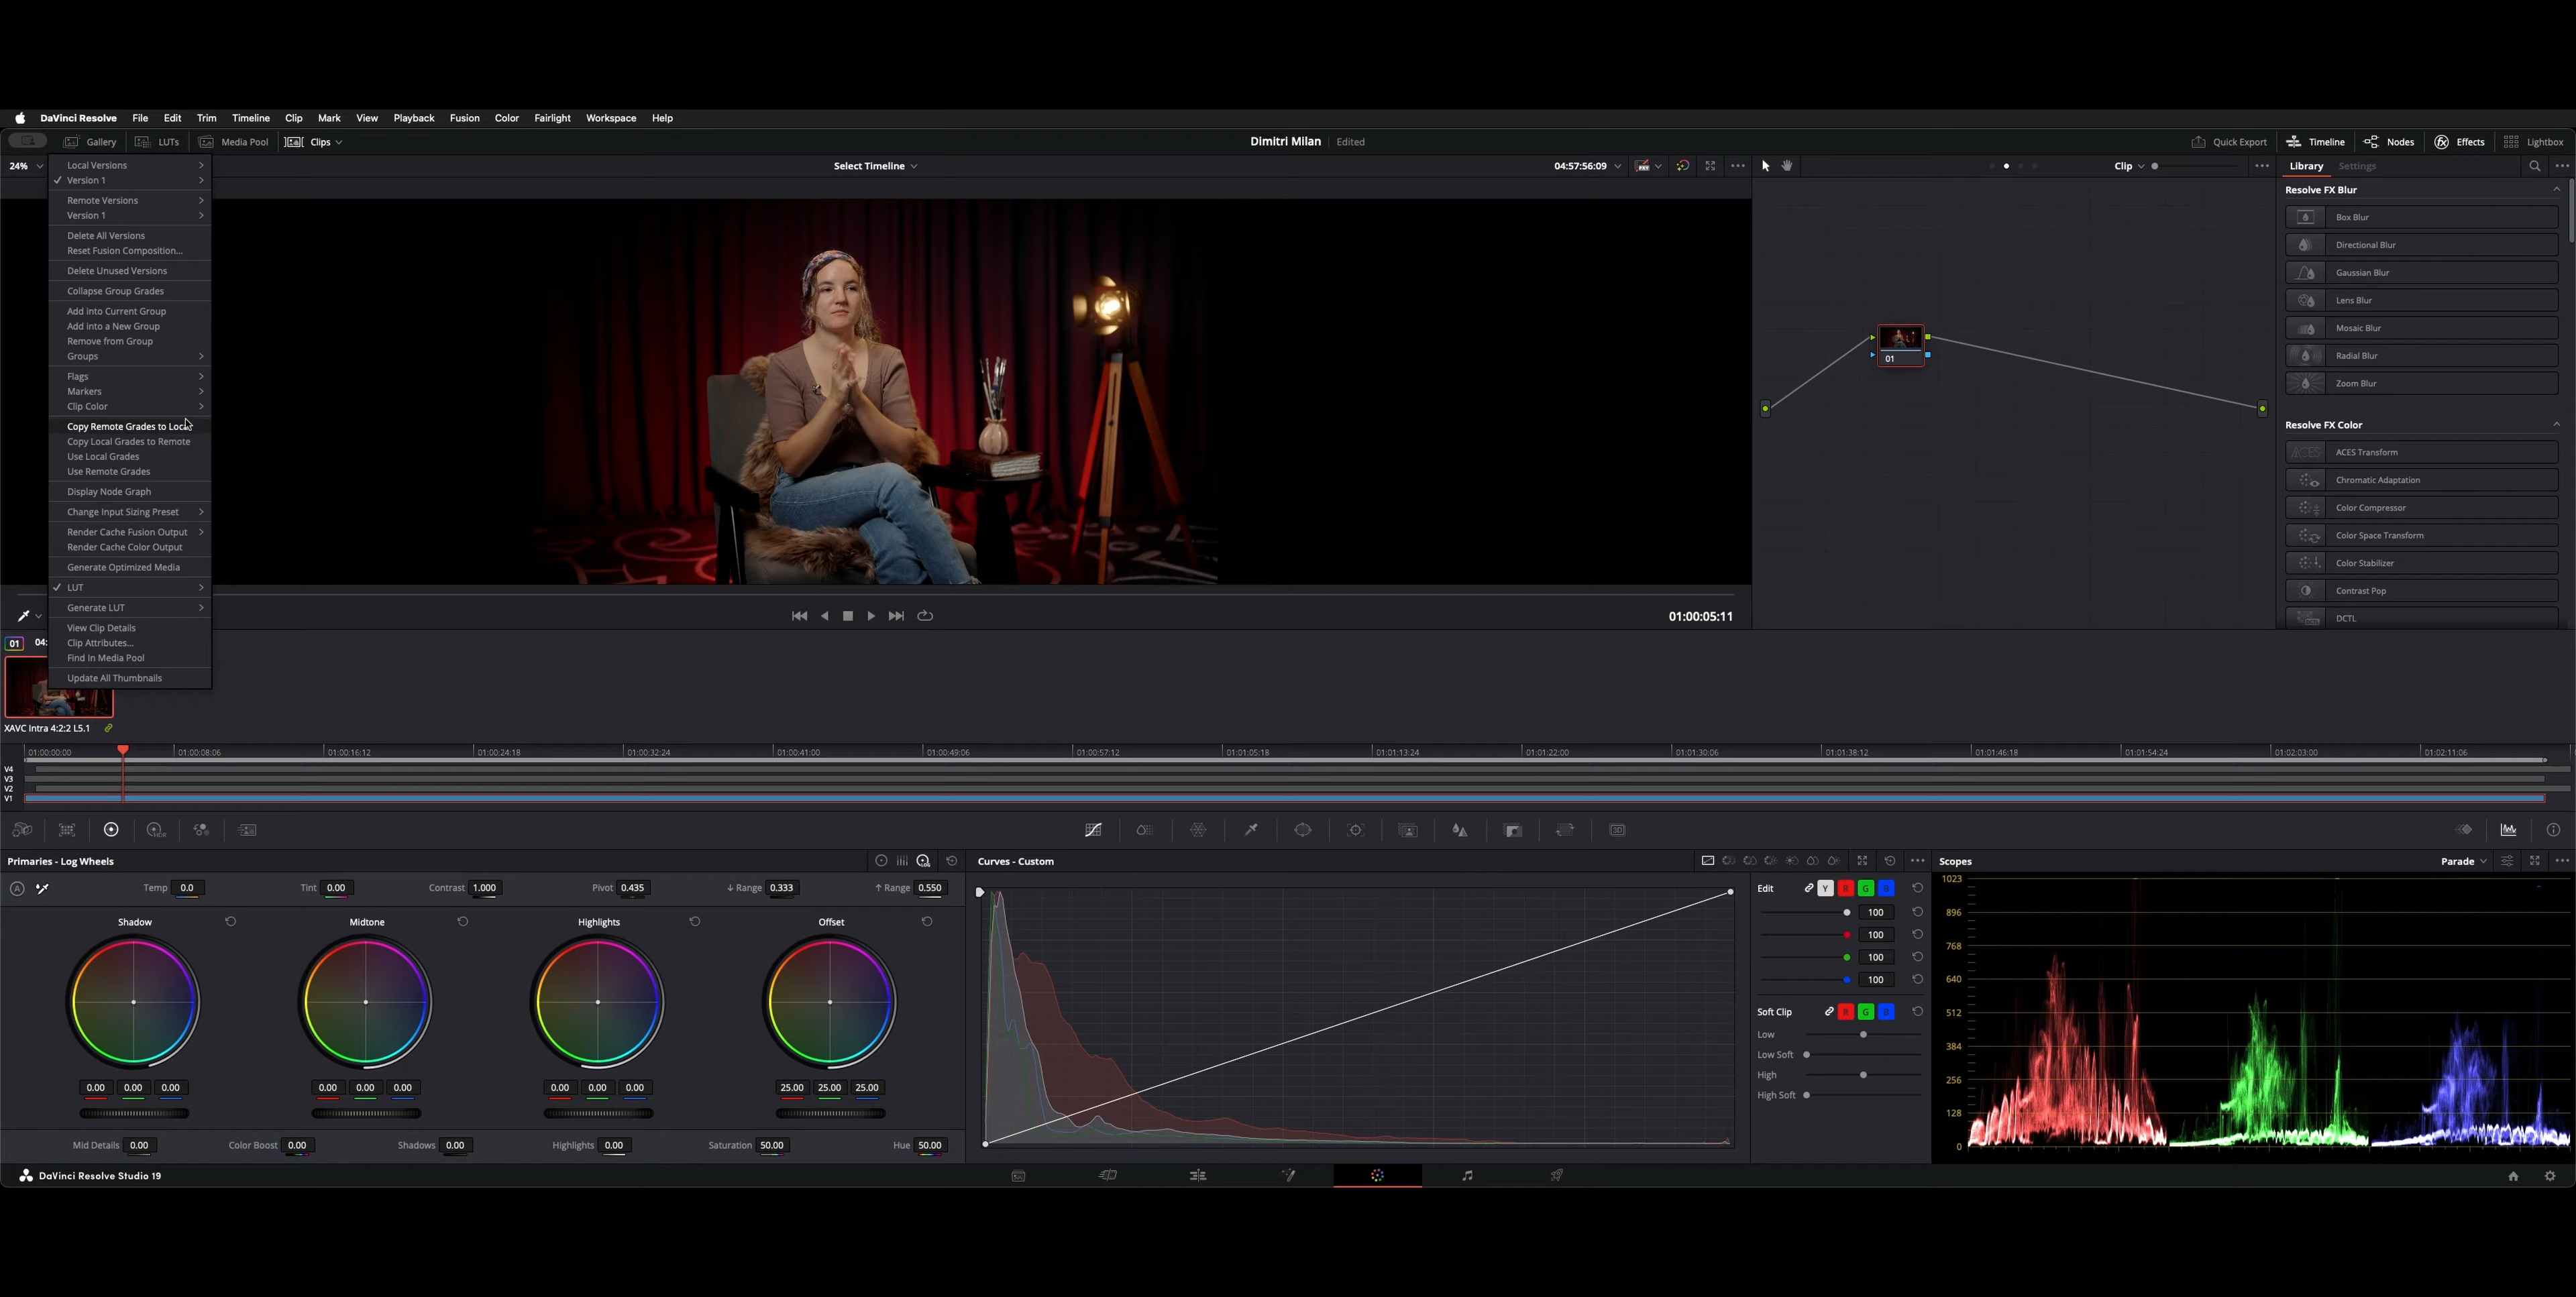 DaVinci Resolve File Edit Trim Timeline Clip Mark View Playback Fusion Color Fairlight Workspace Help
Gallery LUTs Media Pool Clips Dimitri Milan Edited Quick Export Timeline Nodes Effects Lightbox
24% Select Timeline 04:57:56:09 Clip Library Settings
Local Versions
Version 1
Remote Versions
Version 1
Delete All Versions
Reset Fusion Composition...
Delete Unused Versions
Collapse Group Grades
Add into Current Group
Add into a New Group
Remove from Group
Groups
Flags
Markers
Clip Color
Copy Remote Grades to Local
Copy Local Grades to Remote
Use Local Grades
Use Remote Grades
Display Node Graph
Change Input Sizing Preset
Render Cache Fusion Output
Render Cache Color Output
Generate Optimized Media
LUT
Generate LUT
View Clip Details
Clip Attributes...
Find In Media Pool
Update All Thumbnails
01
Resolve FX Blur
Box Blur
Directional Blur
Gaussian Blur
Lens Blur
Mosaic Blur
Radial Blur
Zoom Blur
Resolve FX Color
ACES ACES Transform
Chromatic Adaptation
Color Compressor
Color Space Transform
Color Stabilizer
Contrast Pop
DCTL
01:00:05:11
01 04:
XAVC Intra 4:2:2 L5.1
01:00:00:00 01:00:08:06 01:00:16:12 01:00:24:18 01:00:32:24 01:00:41:00 01:00:49:06 01:00:57:12 01:01:05:18 01:01:13:24 01:01:22:00 01:01:30:06 01:01:38:12 01:01:46:18 01:01:54:24 01:02:03:00 01:02:11:06
V4
V3
V2
V1
HDR 3D
Primaries - Log Wheels LOG Curves - Custom Scopes Parade
A Temp 0.0 Tint 0.00 Contrast 1.000 Pivot 0.435 ↓ Range 0.333 ↑ Range 0.550
Shadow Midtone Highlights Offset
0.00 0.00 0.00 0.00 0.00 0.00 0.00 0.00 0.00 25.00 25.00 25.00
Mid Details 0.00 Color Boost 0.00 Shadows 0.00 Highlights 0.00 Saturation 50.00 Hue 50.00
Edit Y R G B
100
100
100
100
Soft Clip R G B
Low
Low Soft
High
High Soft
1023
896
768
640
512
384
256
128
0
DaVinci Resolve Studio 19